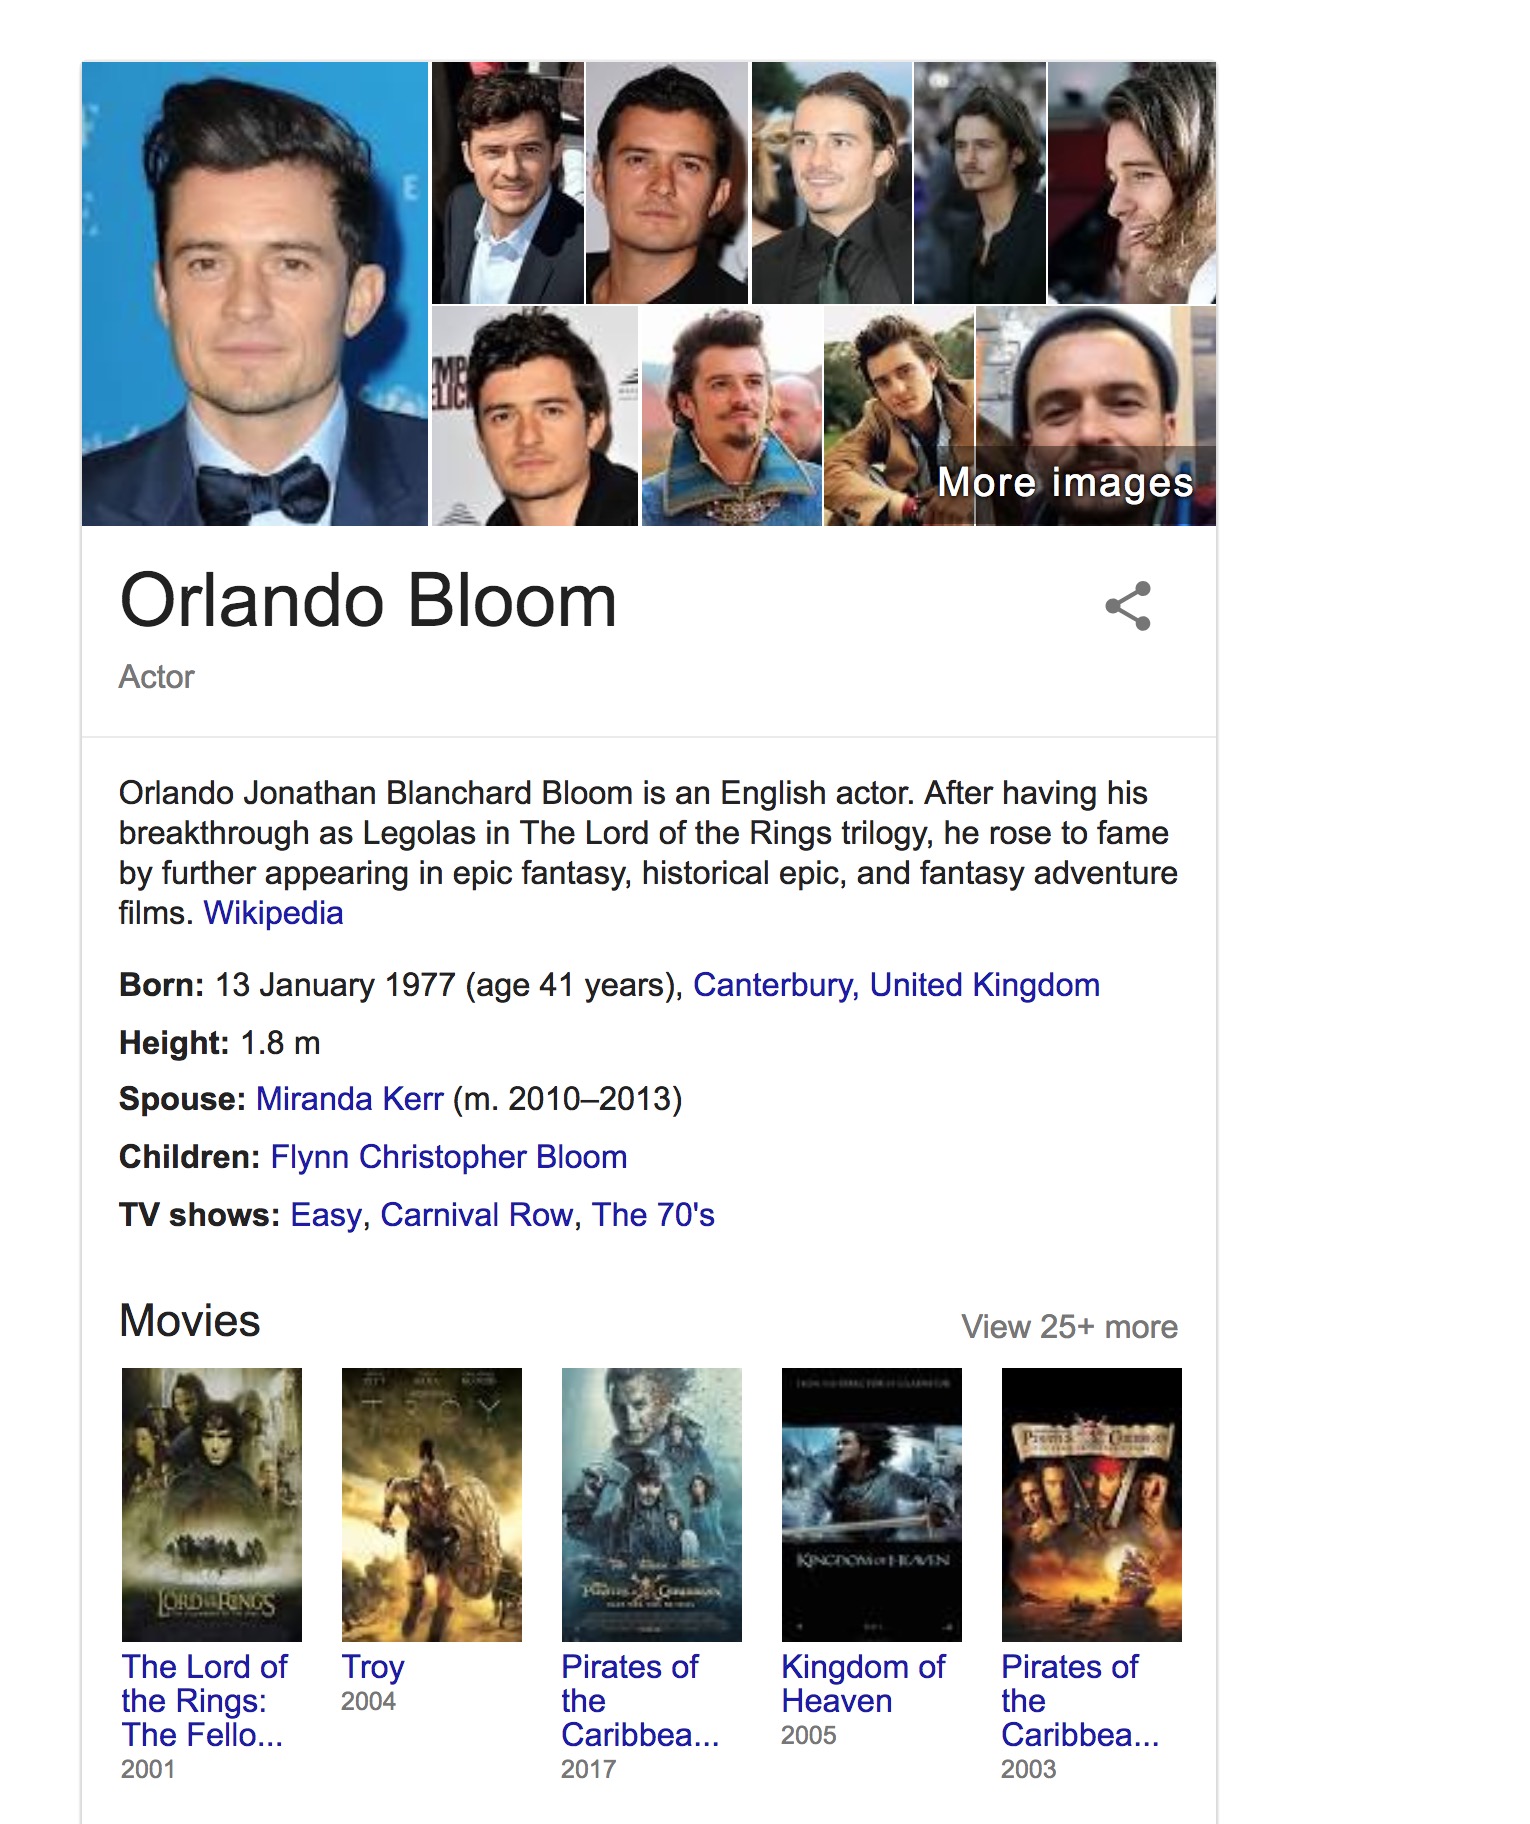 More images
Orlando Bloom
Actor
Orlando Jonathan Blanchard Bloom is an English actor. After having his
breakthrough as Legolas in The Lord of the Rings trilogy, he rose to fame
by further appearing in epic fantasy, historical epic, and fantasy adventure
films. Wikipedia
Born: 13 January 1977 (age 41 years), Canterbury, United Kingdom
Height: 1.8 m
Spouse: Miranda Kerr (m. 2010–2013)
Children: Flynn Christopher Bloom
TV shows: Easy, Carnival Row, The 70's
Movies
View 25+ more
TROY
KINGDOM OF HEAVEN
The Lord of
the Rings:
The Fello...
2001
Troy
2004
Pirates of
the
Caribbea...
2017
Kingdom of
Heaven
2005
Pirates of
the
Caribbea...
2003